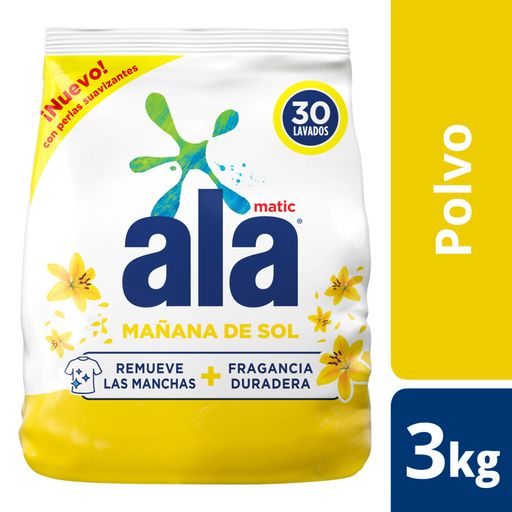 ¡Nuevo!
con perlas suavizantes
30
LAVADOS
matic
ala®
MAÑANA DE SOL
REMUEVE
LAS MANCHAS
+
FRAGANCIA
DURADERA
Polvo
3kg